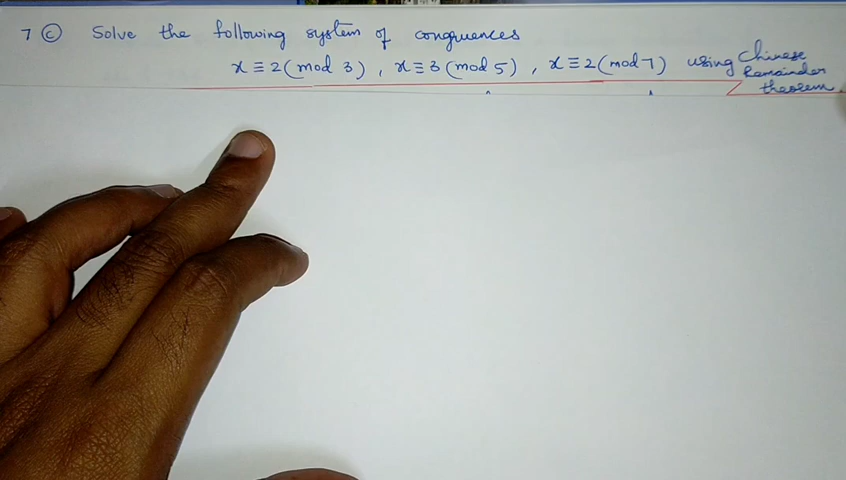 7 (C) Solve the following system of congruences
x ≡ 2 (mod 3), x ≡ 3 (mod 5), x ≡ 2 (mod 7) using Chinese
Remainder
theorem.